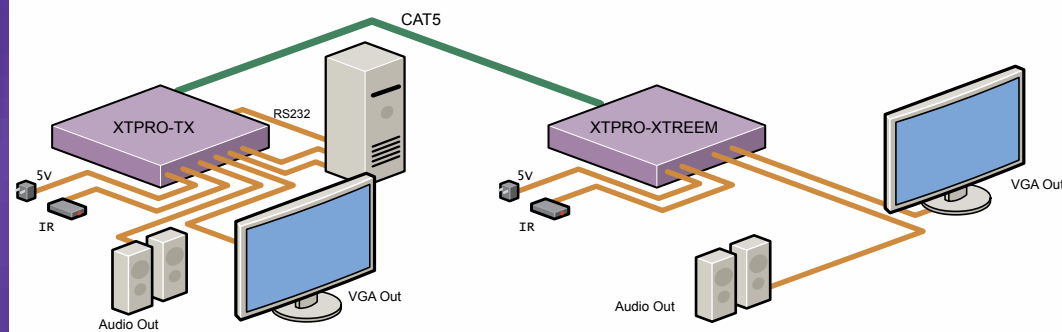 CAT5
XTPRO-TX
RS232
XTPRO-XTREEM
5V
IR
5V
IR
VGA Out
VGA Out
Audio Out
Audio Out